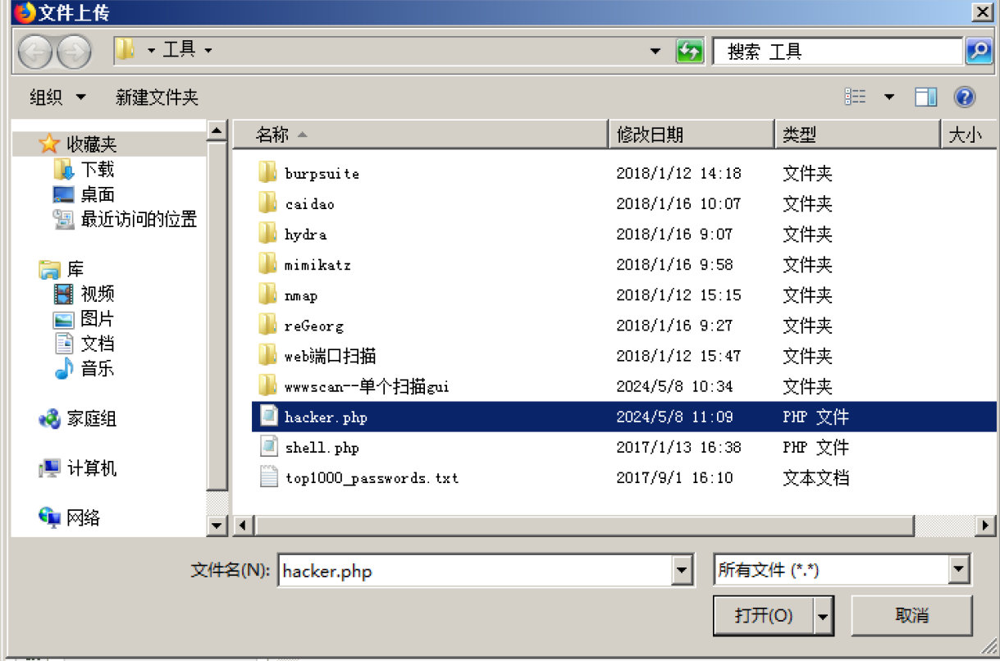 文件上传
工具
搜索 工具
组织
新建文件夹
名称 修改日期 类型 大小
收藏夹
下载
桌面
最近访问的位置
库
视频
图片
文档
音乐
家庭组
计算机
网络
burpsuite 2018/1/12 14:18 文件夹
caidao 2018/1/16 10:07 文件夹
hydra 2018/1/16 9:07 文件夹
mimikatz 2018/1/16 9:58 文件夹
nmap 2018/1/12 15:15 文件夹
reGeorg 2018/1/16 9:27 文件夹
web端口扫描 2018/1/12 15:47 文件夹
wwwscan--单个扫描gui 2024/5/8 10:34 文件夹
hacker.php 2024/5/8 11:09 PHP 文件
shell.php 2017/1/13 16:38 PHP 文件
top1000_passwords.txt 2017/9/1 16:10 文本文档
文件名(N): hacker.php 所有文件 (*.*)
打开(O) 取消